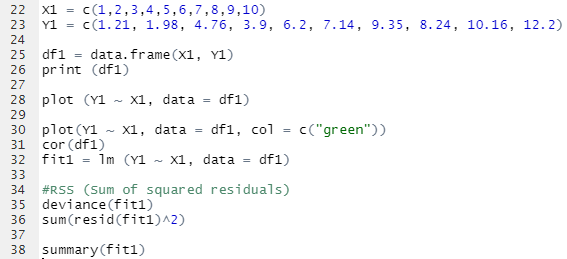 22 X1 = c(1,2,3,4,5,6,7,8,9,10)
23 Y1 = c(1.21, 1.98, 4.76, 3.9, 6.2, 7.14, 9.35, 8.24, 10.16, 12.2)
24
25 df1 = data.frame(X1, Y1)
26 print (df1)
27
28 plot (Y1 ~ X1, data = df1)
29
30 plot(Y1 ~ X1, data = df1, col = c("green"))
31 cor(df1)
32 fit1 = lm (Y1 ~ X1, data = df1)
33
34 #RSS (Sum of squared residuals)
35 deviance(fit1)
36 sum(resid(fit1)^2)
37
38 summary(fit1)